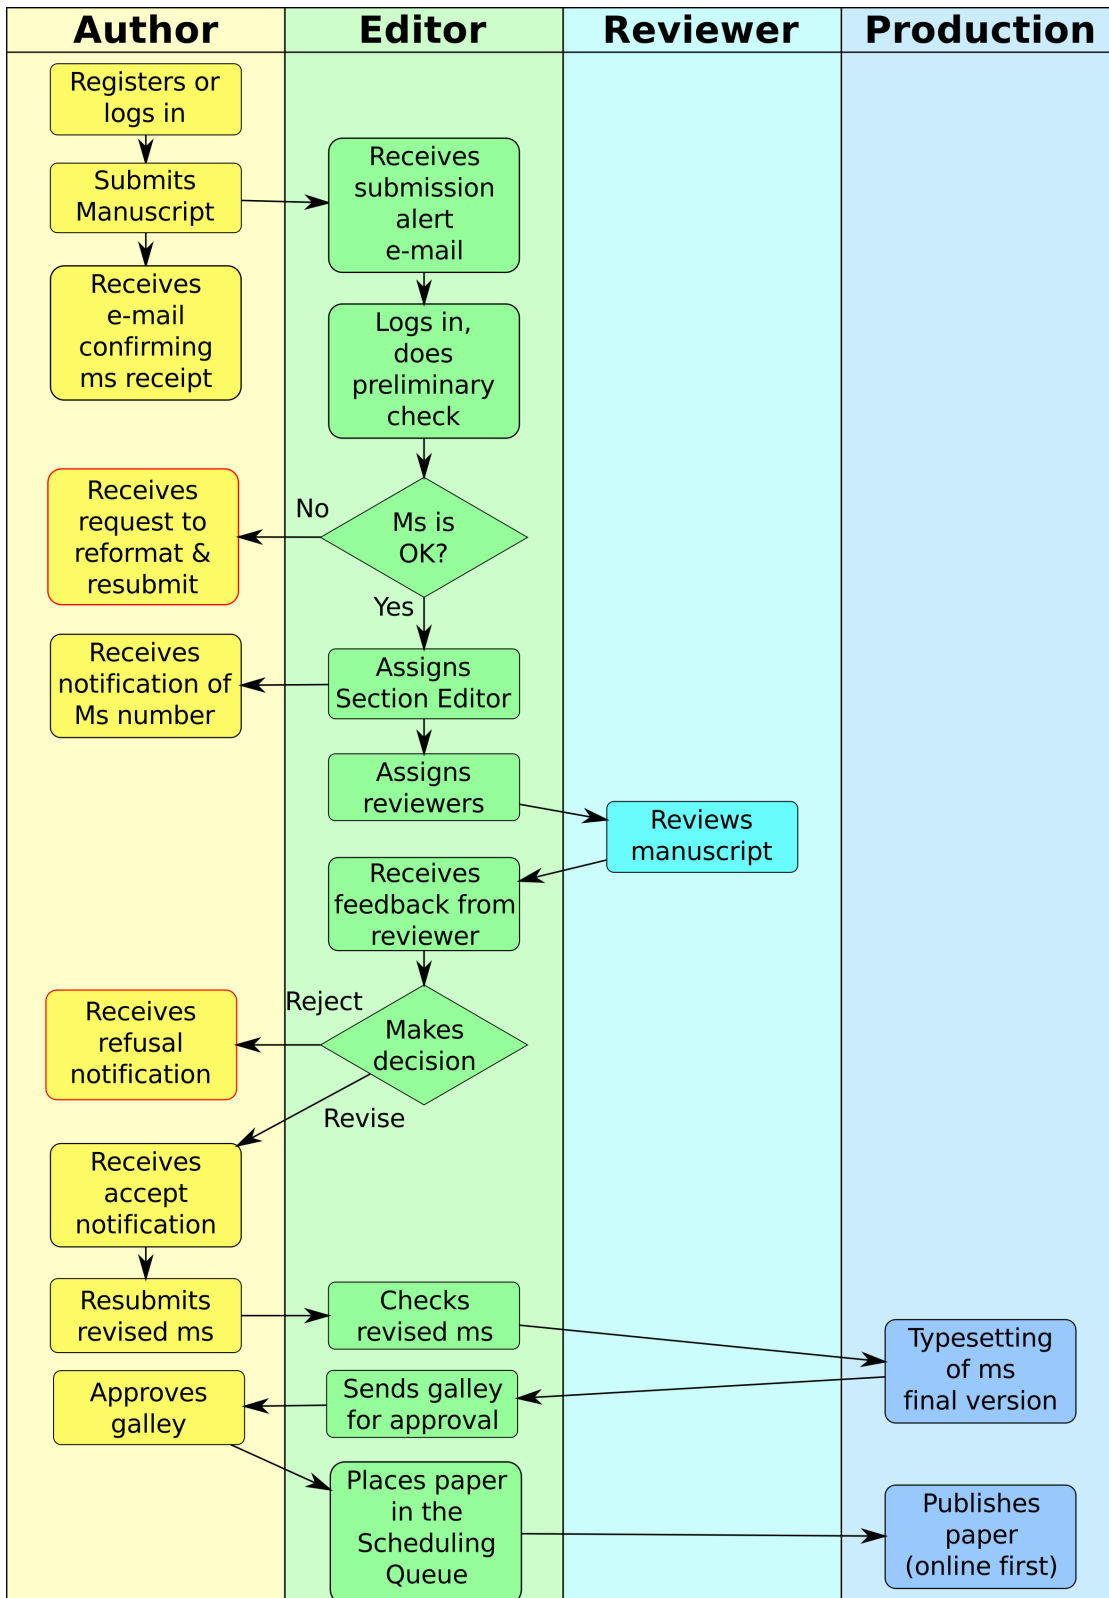 Author
Editor
Reviewer
Production
Registers or
logs in
Submits
Manuscript
Receives
submission
alert
e-mail
Receives
e-mail
confirming
ms receipt
Logs in,
does
preliminary
check
Ms is
OK?
No
Receives
request to
reformat &
resubmit
Yes
Assigns
Section Editor
Receives
notification of
Ms number
Assigns
reviewers
Reviews
manuscript
Receives
feedback from
reviewer
Makes
decision
Reject
Receives
refusal
notification
Revise
Receives
accept
notification
Resubmits
revised ms
Checks
revised ms
Typesetting
of ms
final version
Sends galley
for approval
Approves
galley
Places paper
in the
Scheduling
Queue
Publishes
paper
(online first)